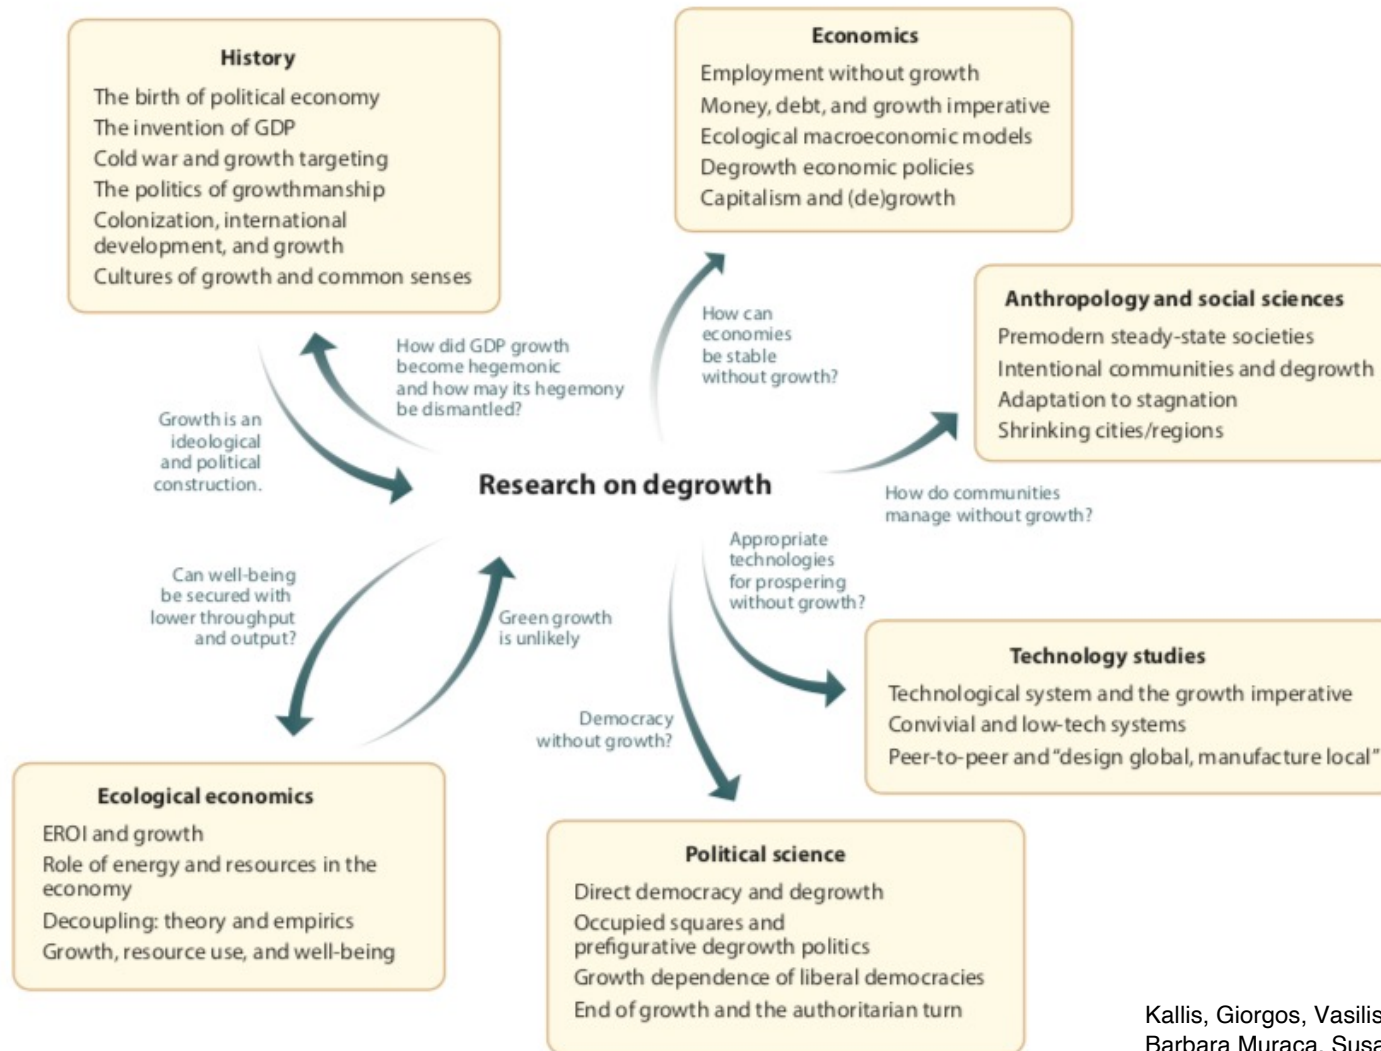 History
The birth of political economy
The invention of GDP
Cold war and growth targeting
The politics of growthmanship
Colonization, international
development, and growth
Cultures of growth and common senses
Economics
Employment without growth
Money, debt, and growth imperative
Ecological macroeconomic models
Degrowth economic policies
Capitalism and (de)growth
Anthropology and social sciences
Premodern steady-state societies
Intentional communities and degrowth
Adaptation to stagnation
Shrinking cities/regions
How did GDP growth
become hegemonic
and how may its hegemony
be dismantled?
How can
economies
be stable
without growth?
Growth is an
ideological
and political
construction.
Research on degrowth
How do communities
manage without growth?
Can well-being
be secured with
lower throughput
and output?
Green growth
is unlikely
Appropriate
technologies
for prospering
without growth?
Democracy
without growth?
Technology studies
Technological system and the growth imperative
Convivial and low-tech systems
Peer-to-peer and “design global, manufacture local”
Ecological economics
EROI and growth
Role of energy and resources in the
economy
Decoupling: theory and empirics
Growth, resource use, and well-being
Political science
Direct democracy and degrowth
Occupied squares and
prefigurative degrowth politics
Growth dependence of liberal democracies
End of growth and the authoritarian turn
Kallis, Giorgos, Vasilis
Barbara Muraca, Susa